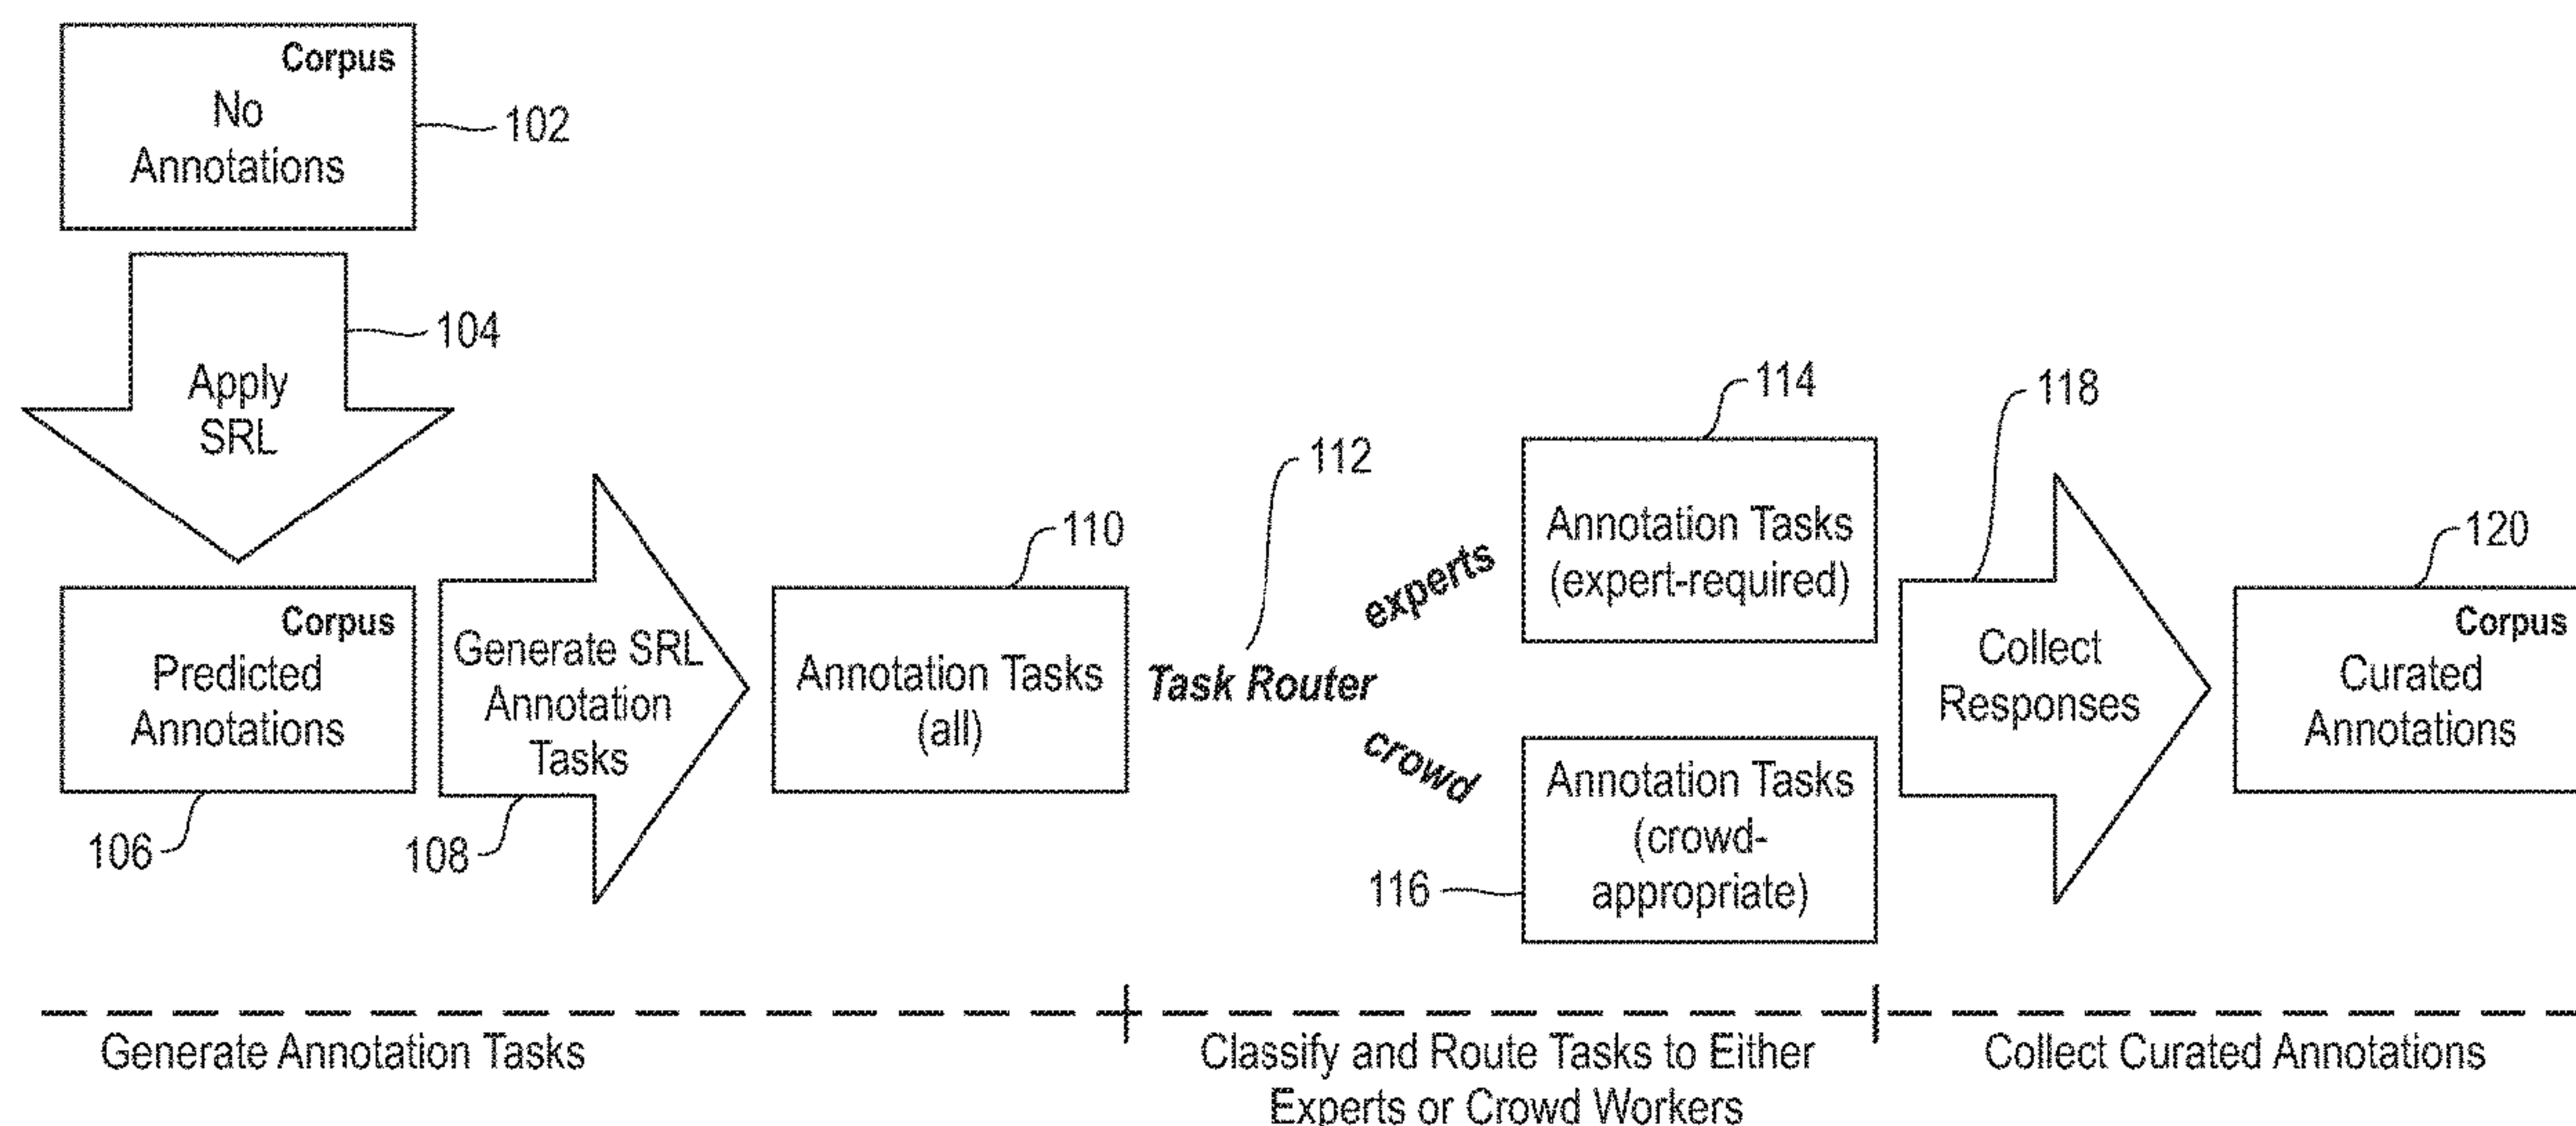 Corpus
No
Annotations
102
104
Apply
SRL
Corpus
Predicted
Annotations
106
Generate SRL
Annotation
Tasks
108
110
Annotation Tasks
(all)
112
Task Router
experts
crowd
114
Annotation Tasks
(expert-required)
Annotation Tasks
(crowd-
appropriate)
116
118
Collect
Responses
120
Corpus
Curated
Annotations
Generate Annotation Tasks
Classify and Route Tasks to Either
Experts or Crowd Workers
Collect Curated Annotations